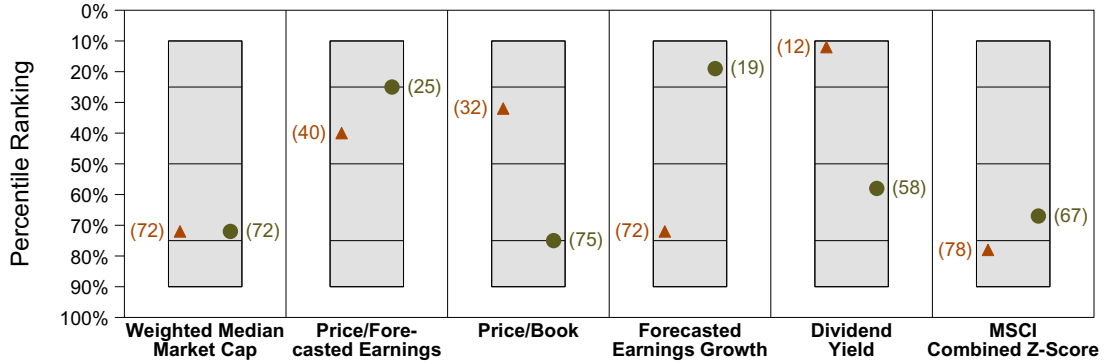 0%
10%
20%
30%
40%
50%
60%
70%
80%
90%
100%
Percentile Ranking
(72)
(72)
(40)
(25)
(32)
(75)
(72)
(19)
(12)
(58)
(78)
(67)
Weighted Median
Market Cap
Price/Fore-
casted Earnings
Price/Book
Forecasted
Earnings Growth
Dividend
Yield
MSCI
Combined Z-Score